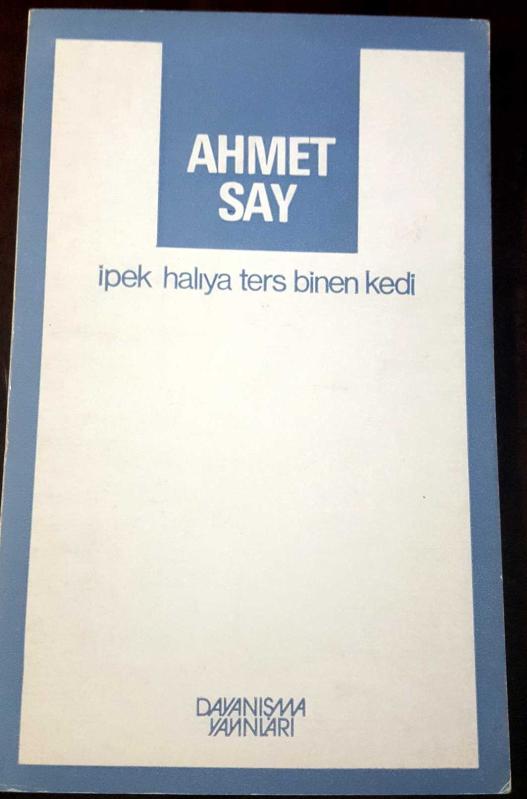 AHMET
SAY
ipek halıya ters binen kedi
DAYANIŞMA
YAYINLARI